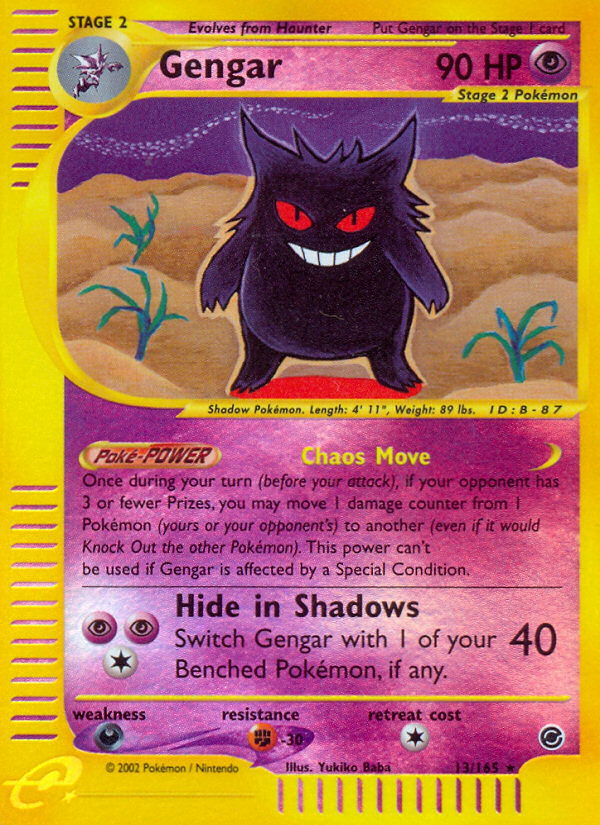 STAGE 2
Evolves from Haunter
Put Gengar on the Stage 1 card
Gengar
90 HP
Stage 2 Pokémon
Shadow Pokémon. Length: 4' 11", Weight: 89 lbs. ID: B - 87
Poké-POWER
Chaos Move
Once during your turn (before your attack), if your opponent has
3 or fewer Prizes, you may move 1 damage counter from 1
Pokémon (yours or your opponent's) to another (even if it would
Knock Out the other Pokémon). This power can't
be used if Gengar is affected by a Special Condition.
Hide in Shadows
Switch Gengar with 1 of your
Benched Pokémon, if any.
40
weakness
resistance
retreat cost
-30
© 2002 Pokémon / Nintendo
Illus. Yukiko Baba
13/165 ★